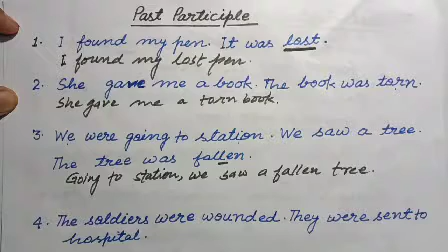 Past Participle
1. I found my pen. It was lost.
I found my lost pen.
2. She gave me a book. The book was torn.
She gave me a torn book.
3. We were going to station. We saw a tree.
The tree was fallen.
Going to station, we saw a fallen tree.
4. The soldiers were wounded. They were sent to
hospital.